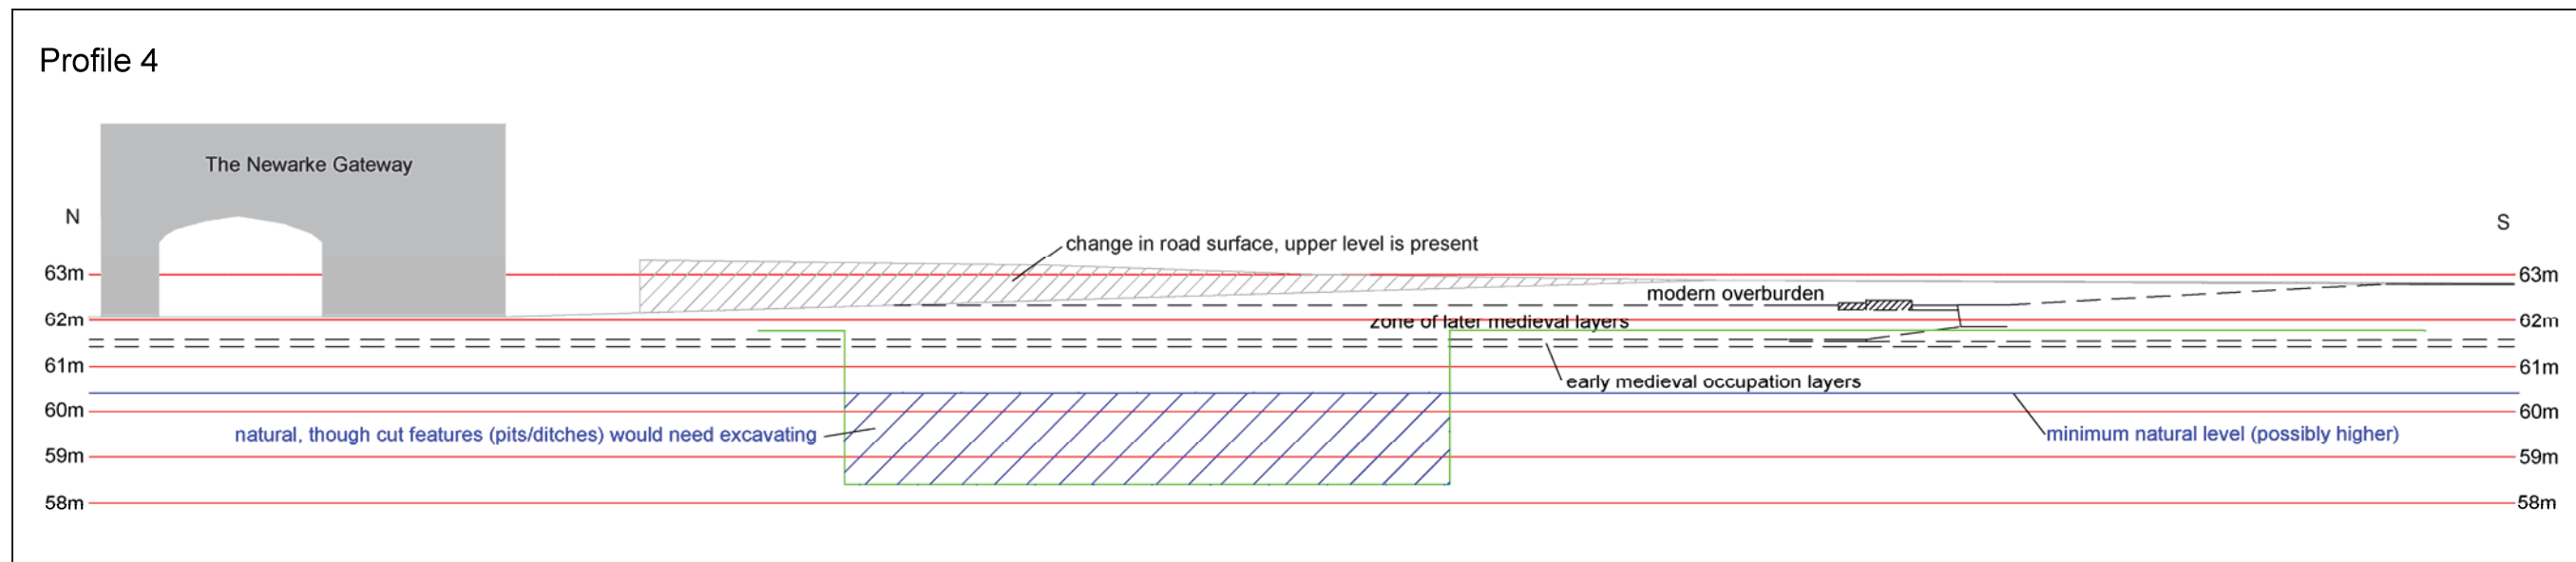 Profile 4
The Newarke Gateway
N
S
change in road surface, upper level is present
63m
63m
modern overburden
62m
zone of later medieval layers
62m
61m
61m
early medieval occupation layers
60m
60m
natural, though cut features (pits/ditches) would need excavating
minimum natural level (possibly higher)
59m
59m
58m
58m